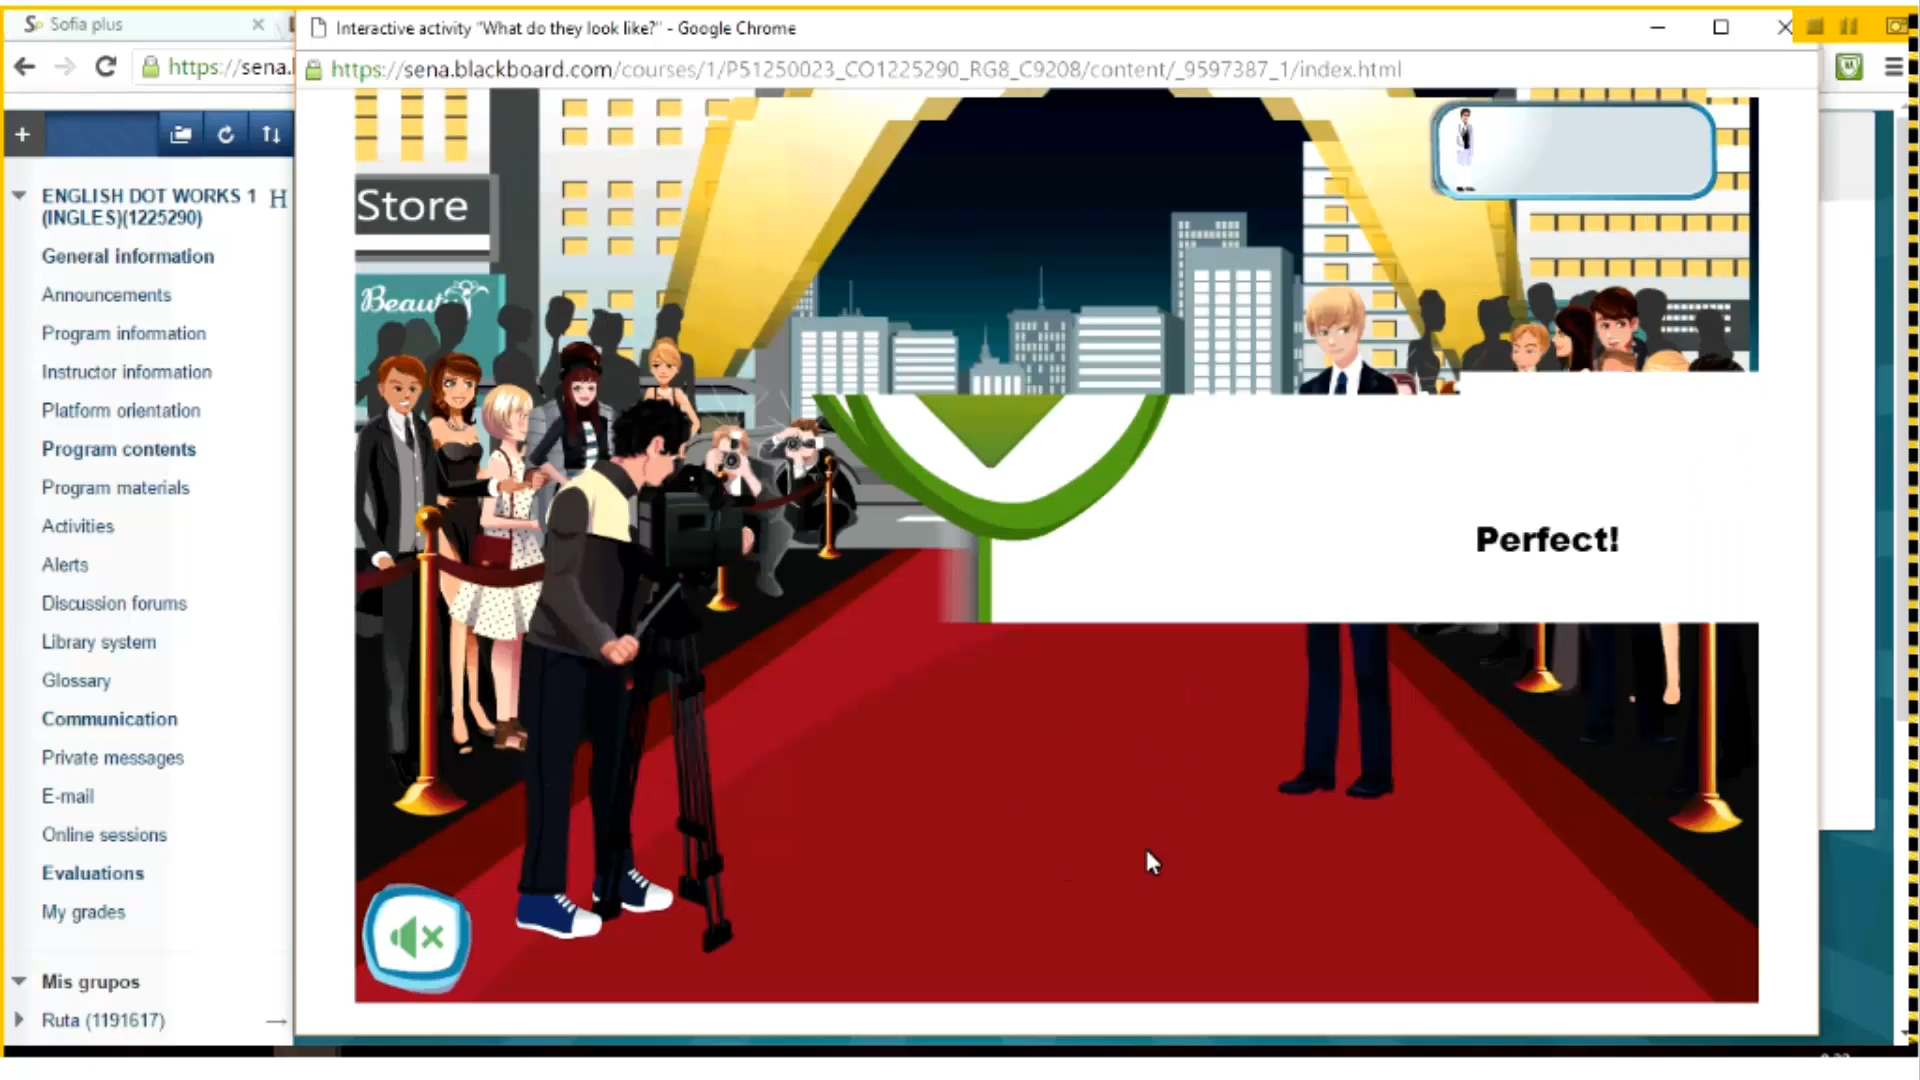 Sofia plus
Interactive activity "What do they look like?" - Google Chrome
https://sena.
https://sena.blackboard.com/courses/1/P51250023_CO1225290_RG8_C9208/content/_9597387_1/index.html
ENGLISH DOT WORKS 1
(INGLES)(1225290)
General information
Announcements
Program information
Instructor information
Platform orientation
Program contents
Program materials
Activities
Alerts
Discussion forums
Library system
Glossary
Communication
Private messages
E-mail
Online sessions
Evaluations
My grades
Mis grupos
Ruta (1191617)
Store
Beauty
Perfect!